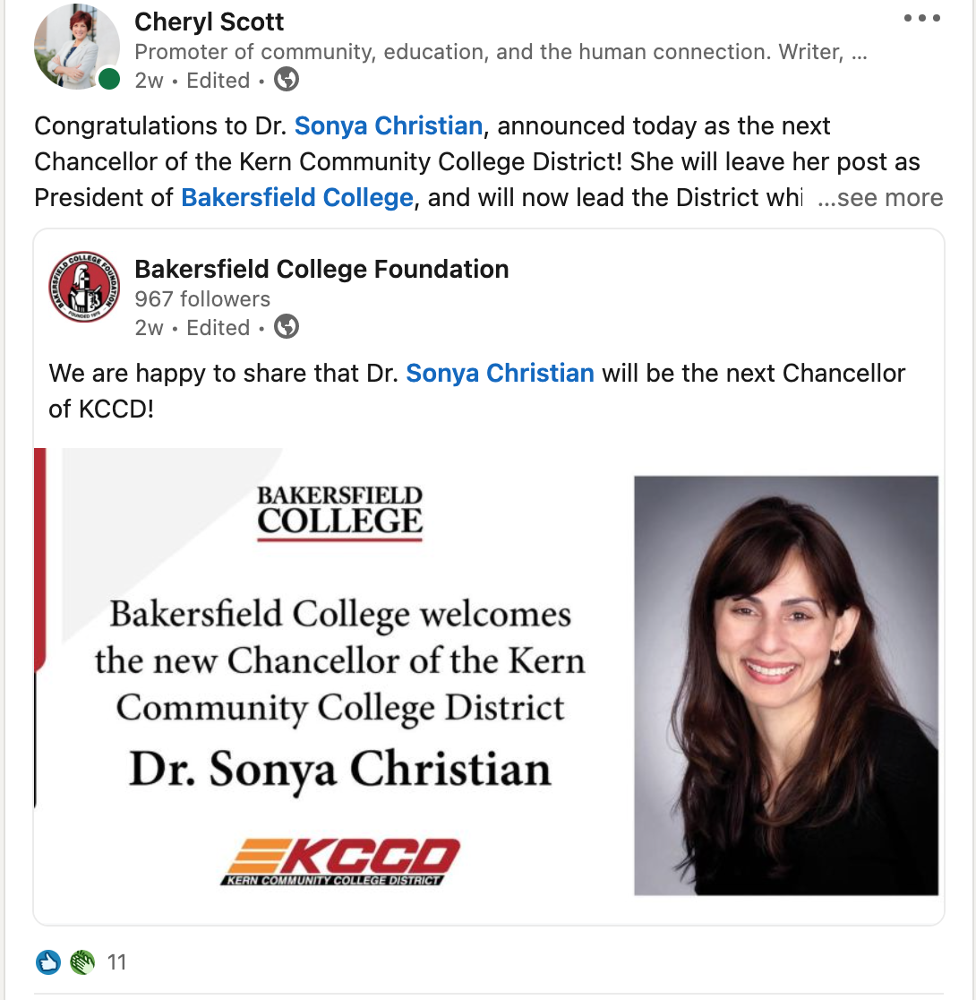 Cheryl Scott
Promoter of community, education, and the human connection. Writer, ...
2w • Edited •
Congratulations to Dr. Sonya Christian, announced today as the next
Chancellor of the Kern Community College District! She will leave her post as
President of Bakersfield College, and will now lead the District whi ...see more
BAKERSFIELD COLLEGE FOUNDATION
FOUNDED 1975
Bakersfield College Foundation
967 followers
2w • Edited •
We are happy to share that Dr. Sonya Christian will be the next Chancellor
of KCCD!
BAKERSFIELD
COLLEGE
Bakersfield College welcomes
the new Chancellor of the Kern
Community College District
Dr. Sonya Christian
KCCD
KERN COMMUNITY COLLEGE DISTRICT
11